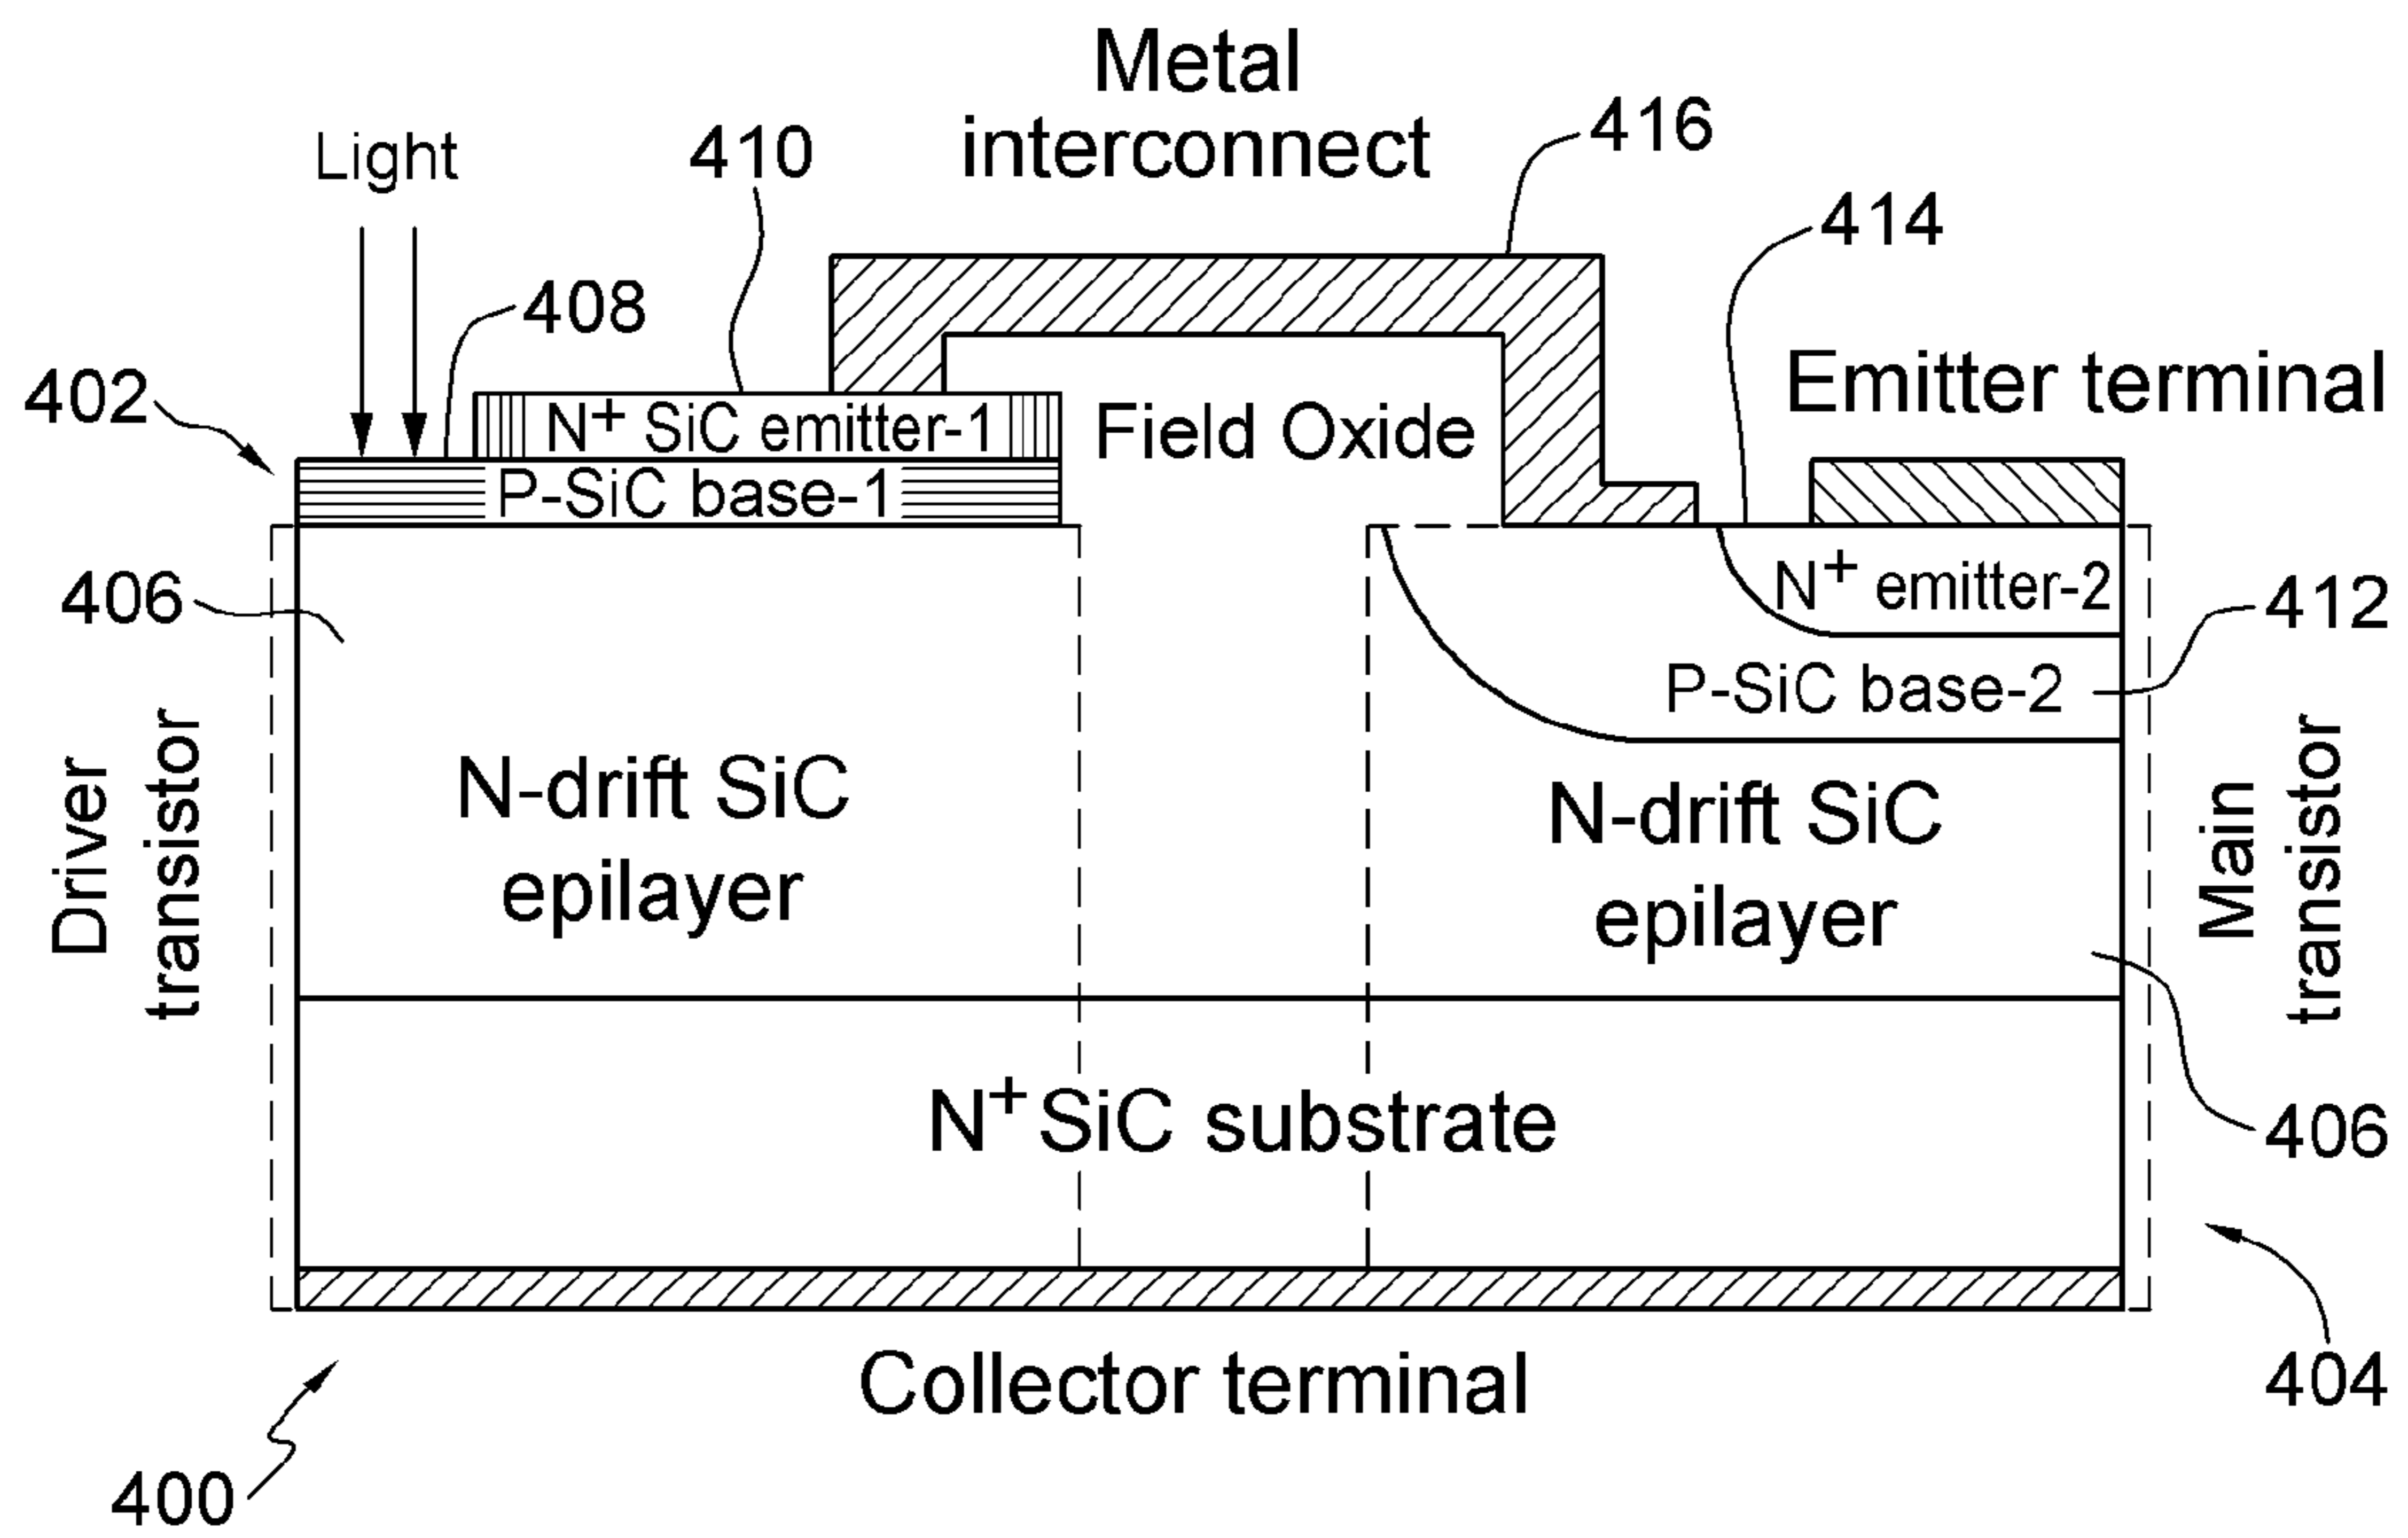 Metal
interconnect
416
Light
410
414
408
Emitter terminal
402
N+ SiC emitter-1
Field Oxide
P-SiC base-1
406
N+ emitter-2
412
P-SiC base-2
Driver
transistor
N-drift SiC
epilayer
N-drift SiC
epilayer
Main
transistor
N+ SiC substrate
406
Collector terminal
404
400